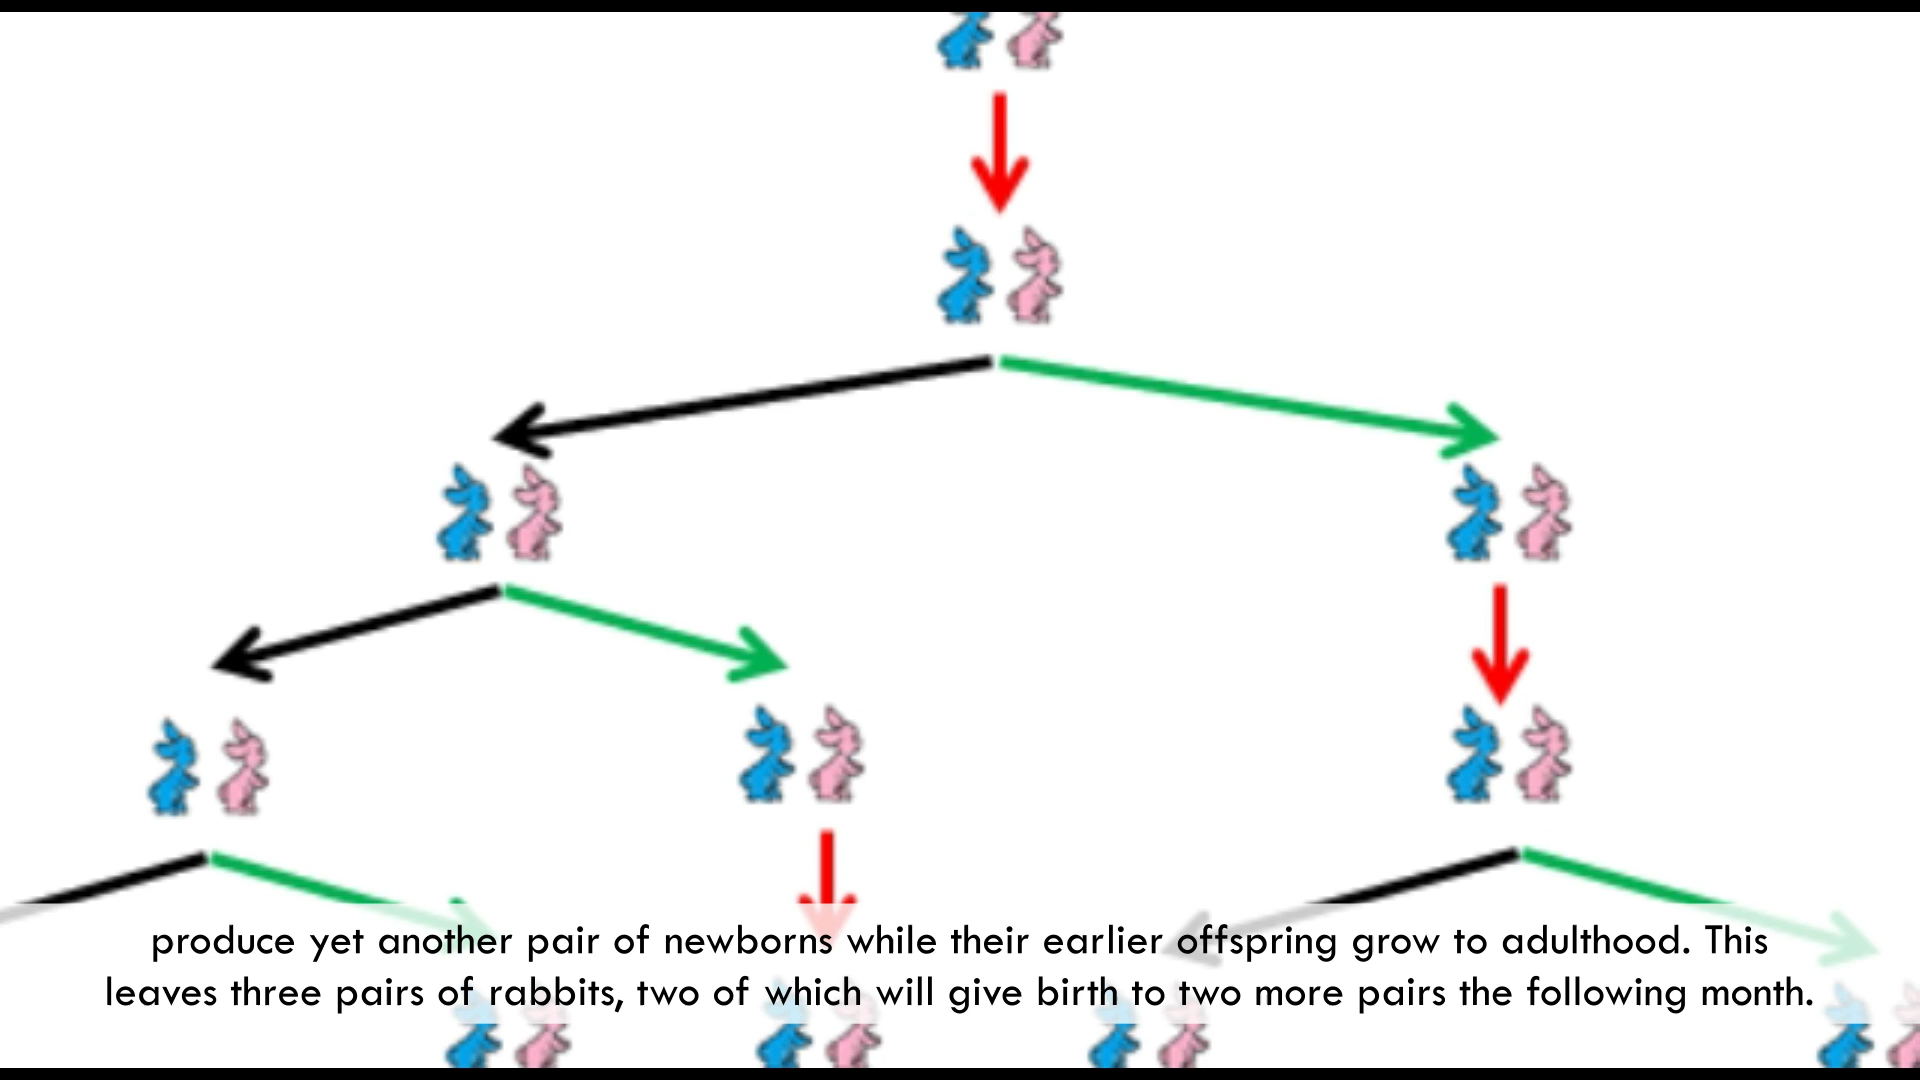 produce yet another pair of newborns while their earlier offspring grow to adulthood. This
leaves three pairs of rabbits, two of which will give birth to two more pairs the following month.